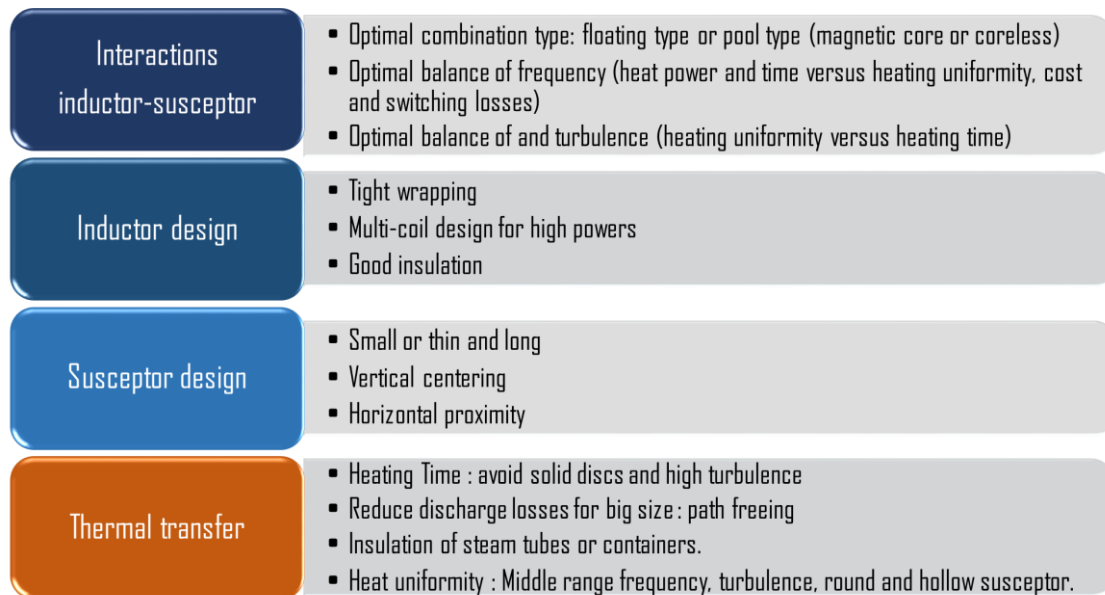 Interactions
inductor-susceptor
▪ Optimal combination type: floating type or pool type (magnetic core or coreless)
▪ Optimal balance of frequency (heat power and time versus heating uniformity, cost
and switching losses)
▪ Optimal balance of and turbulence (heating uniformity versus heating time)
Inductor design
▪ Tight wrapping
▪ Multi-coil design for high powers
▪ Good insulation
Susceptor design
▪ Small or thin and long
▪ Vertical centering
▪ Horizontal proximity
Thermal transfer
▪ Heating Time : avoid solid discs and high turbulence
▪ Reduce discharge losses for big size : path freeing
▪ Insulation of steam tubes or containers.
▪ Heat uniformity : Middle range frequency, turbulence, round and hollow susceptor.